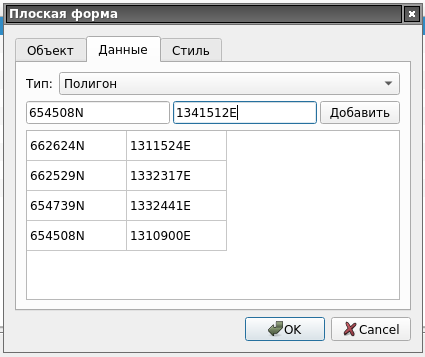 Плоская форма
Объект Данные Стиль
Тип: Полигон
654508N 1341512E Добавить
662624N 1311524E
662529N 1332317E
654739N 1332441E
654508N 1310900E
OK Cancel